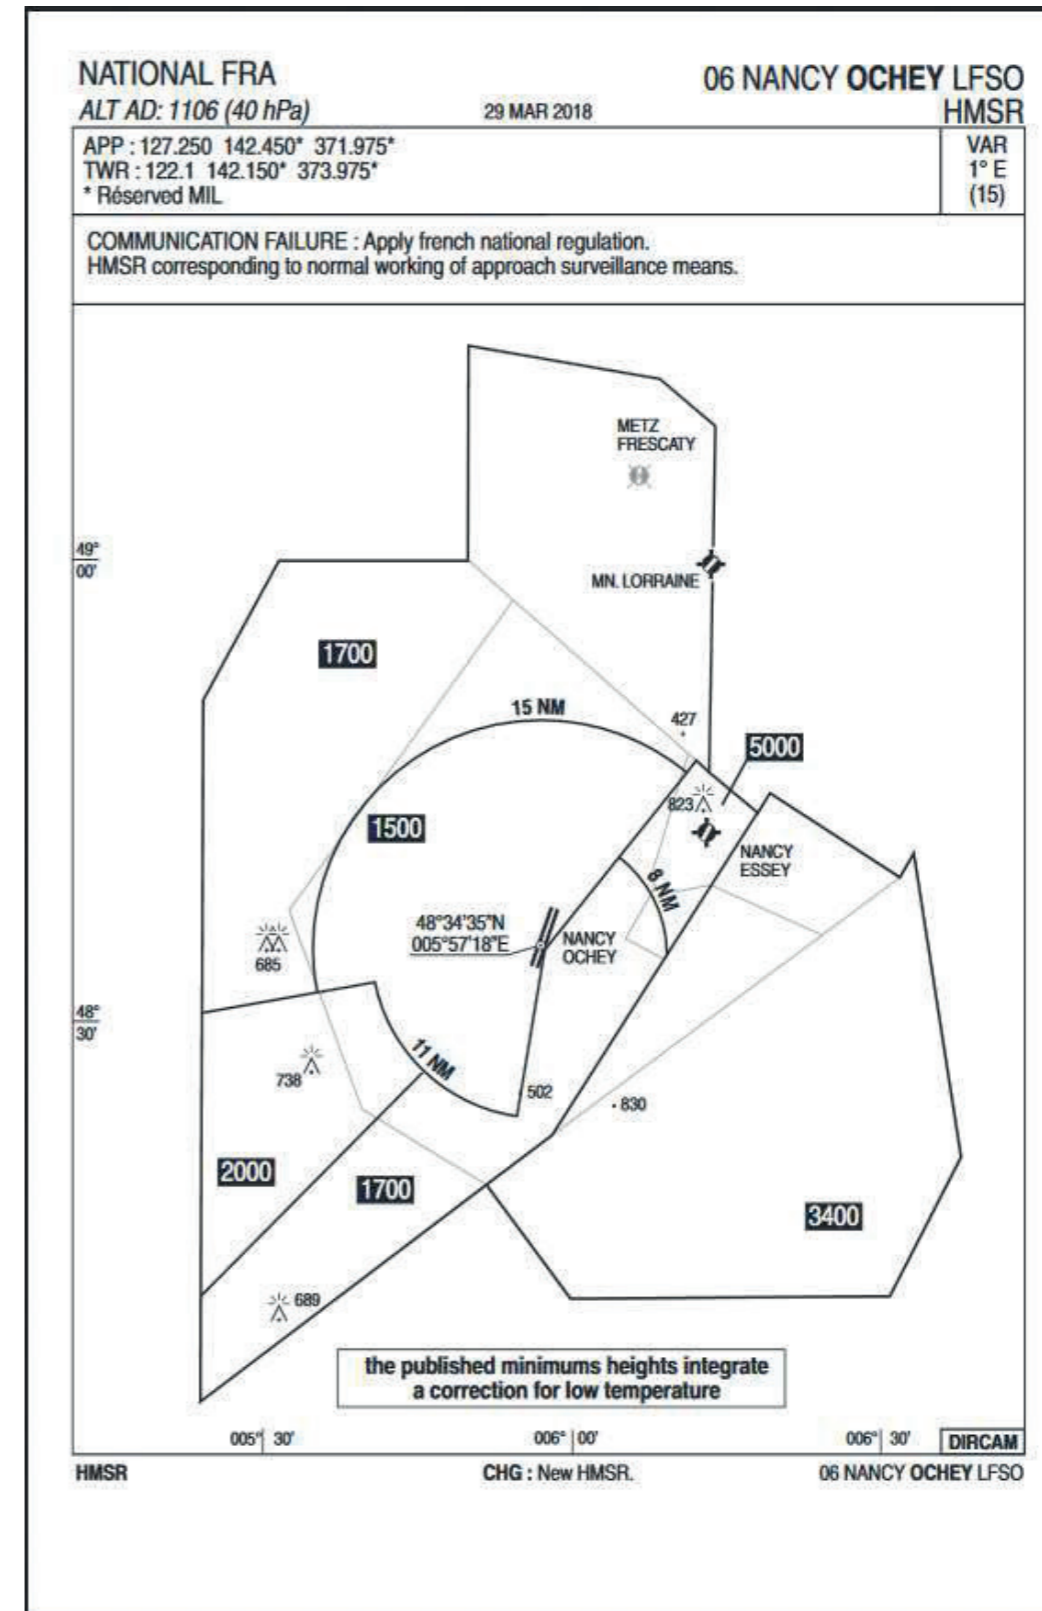 NATIONAL FRA
06 NANCY OCHEY LFSO
ALT AD: 1106 (40 hPa)
29 MAR 2018
HMSR
APP : 127.250 142.450* 371.975*
TWR : 122.1 142.150* 373.975*
* Réserved MIL
VAR
1° E
(15)
COMMUNICATION FAILURE : Apply french national regulation.
HMSR corresponding to normal working of approach surveillance means.
METZ
FRESCATY
49°
00'
MN. LORRAINE
1700
15 NM
427
5000
823
1500
NANCY
ESSEY
8 NM
48°34'35"N
005°57'18"E
NANCY
OCHEY
685
48°
30'
11 NM
738
502
830
2000
1700
3400
689
the published minimums heights integrate
a correction for low temperature
005° 30'
006° 00'
006° 30'
DIRCAM
HMSR
CHG : New HMSR.
06 NANCY OCHEY LFSO